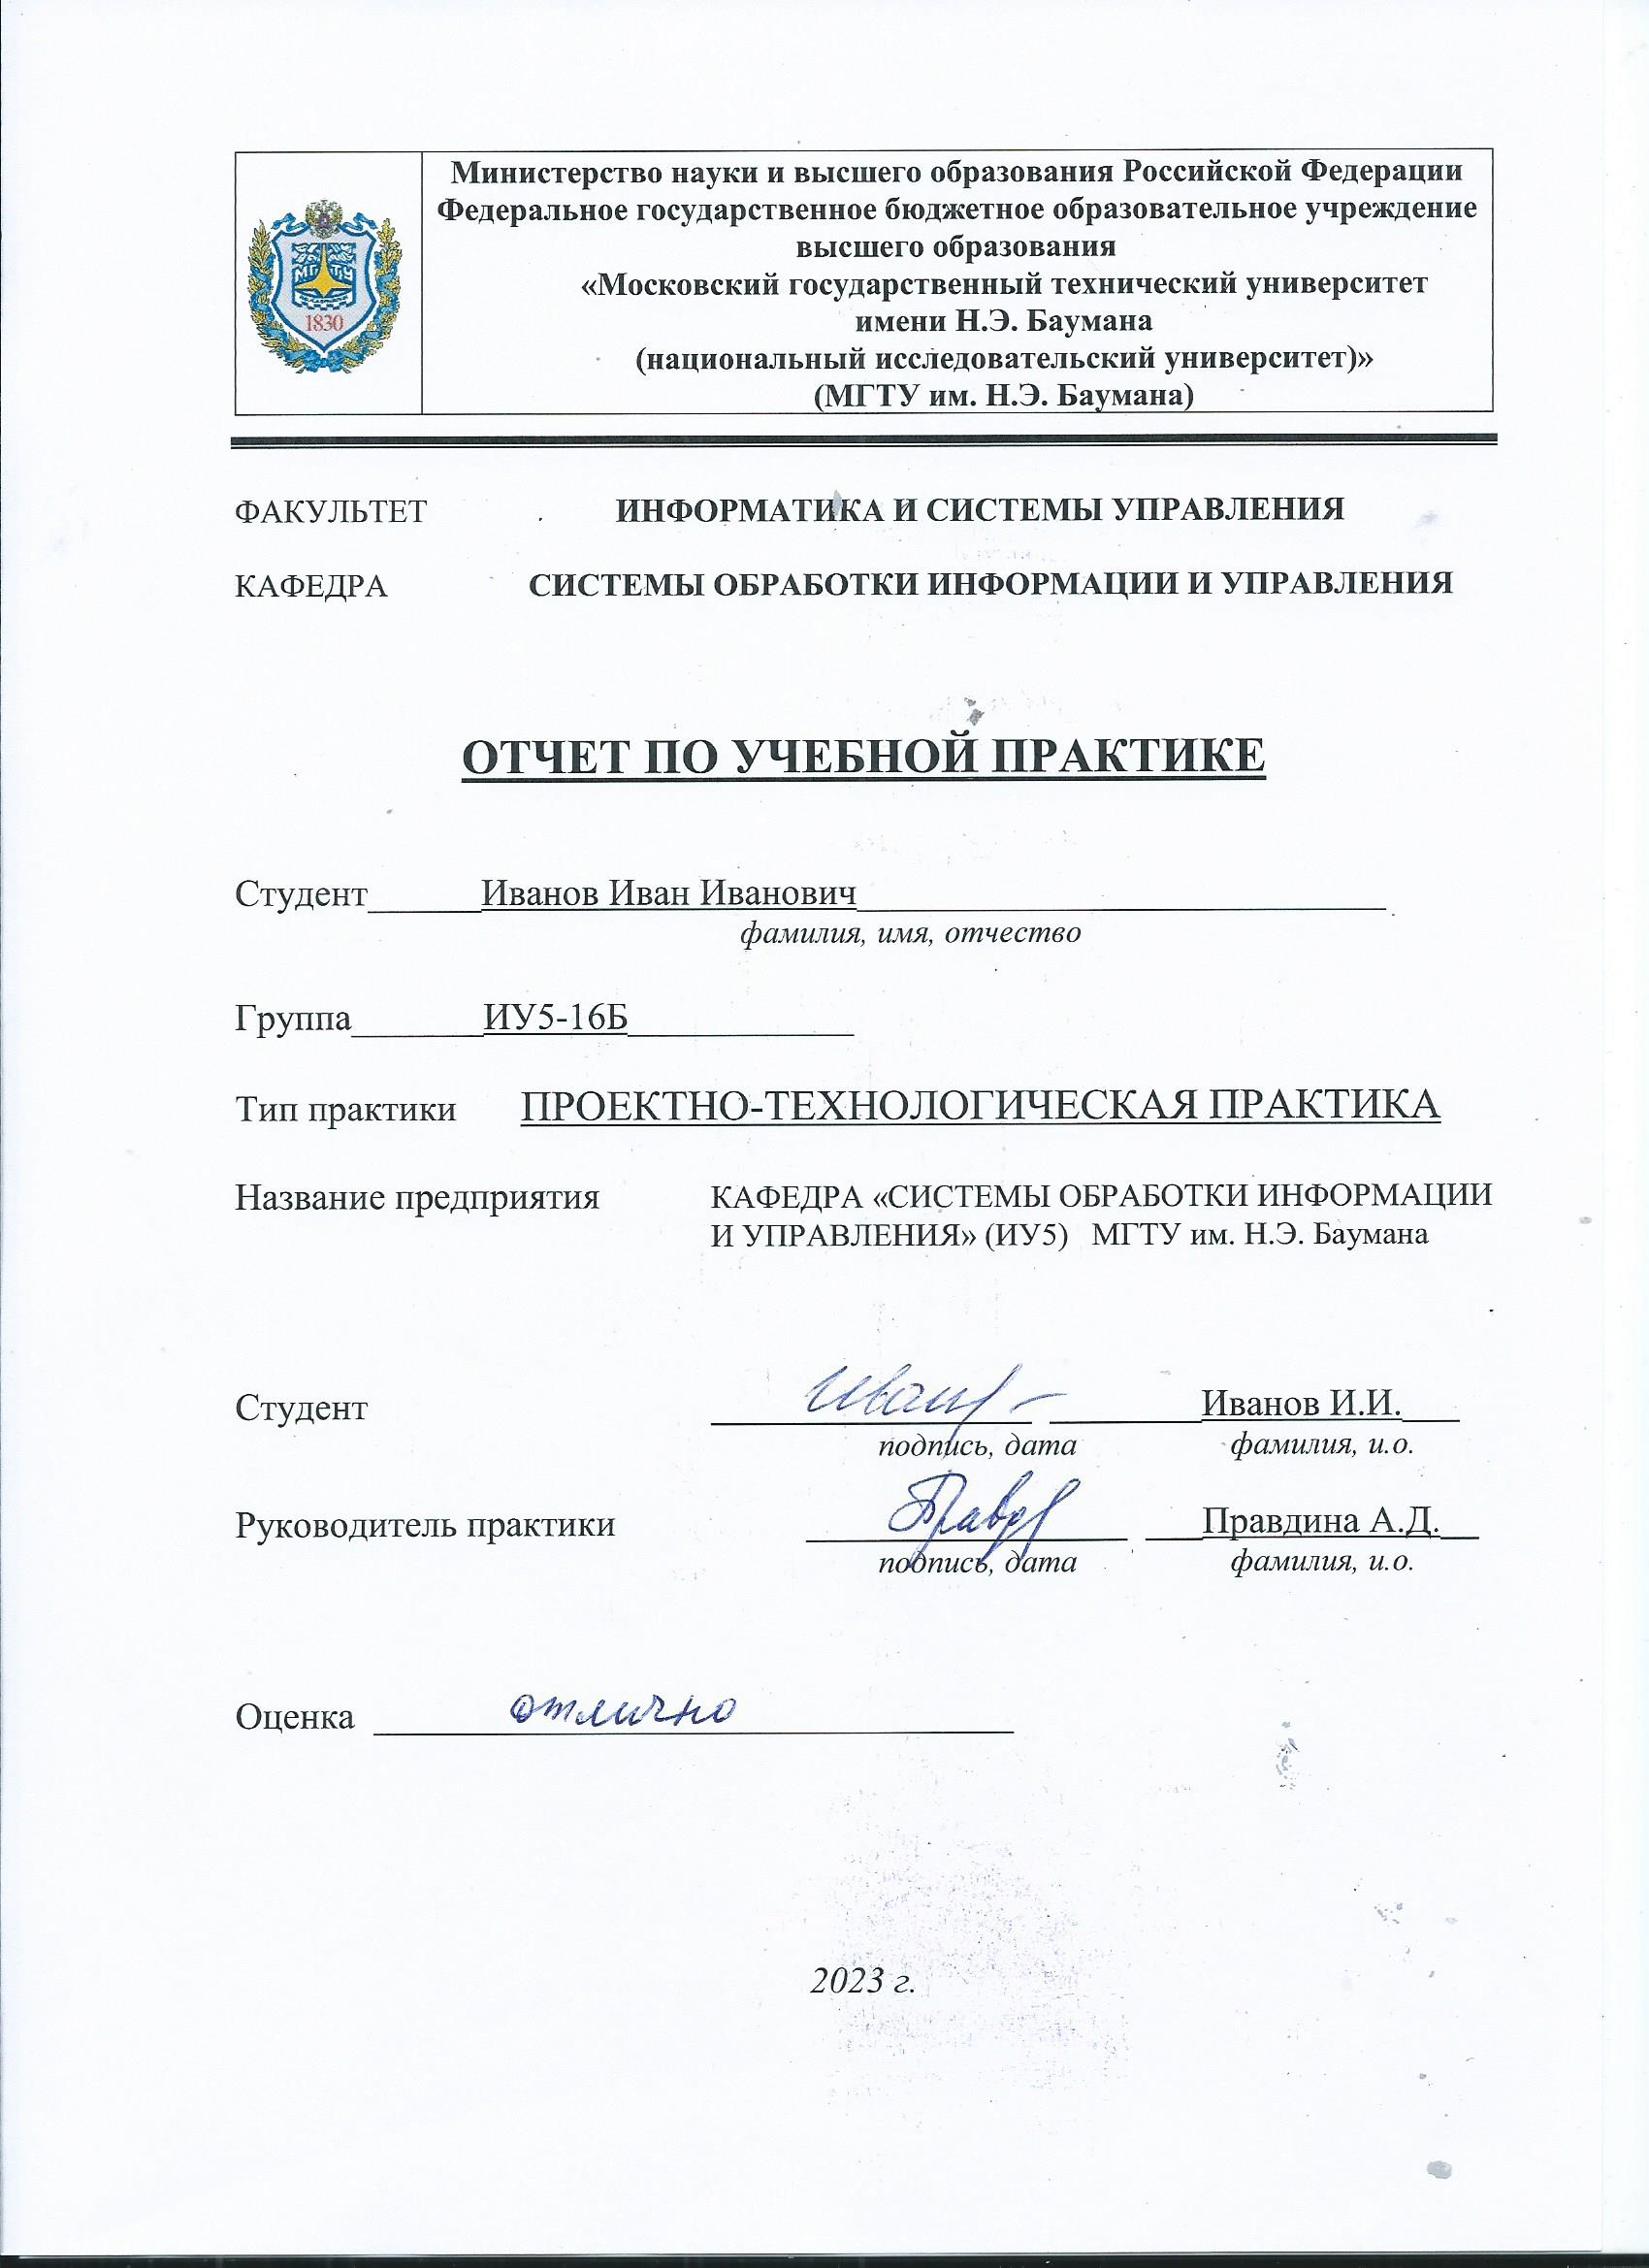 Министерство науки и высшего образования Российской Федерации
Федеральное государственное бюджетное образовательное учреждение
высшего образования
«Московский государственный технический университет
имени Н.Э. Баумана
(национальный исследовательский университет)»
(МГТУ им. Н.Э. Баумана)
МГТУ
1830
ФАКУЛЬТЕТ ИНФОРМАТИКА И СИСТЕМЫ УПРАВЛЕНИЯ
КАФЕДРА СИСТЕМЫ ОБРАБОТКИ ИНФОРМАЦИИ И УПРАВЛЕНИЯ
ОТЧЕТ ПО УЧЕБНОЙ ПРАКТИКЕ
Студент Иванов Иван Иванович
фамилия, имя, отчество
Группа ИУ5-16Б
Тип практики ПРОЕКТНО-ТЕХНОЛОГИЧЕСКАЯ ПРАКТИКА
Название предприятия КАФЕДРА «СИСТЕМЫ ОБРАБОТКИ ИНФОРМАЦИИ
И УПРАВЛЕНИЯ» (ИУ5) МГТУ им. Н.Э. Баумана
Студент Иванов И.И.
подпись, дата фамилия, и.о.
Руководитель практики Правдина А.Д.
подпись, дата фамилия, и.о.
Оценка отлично
2023 г.